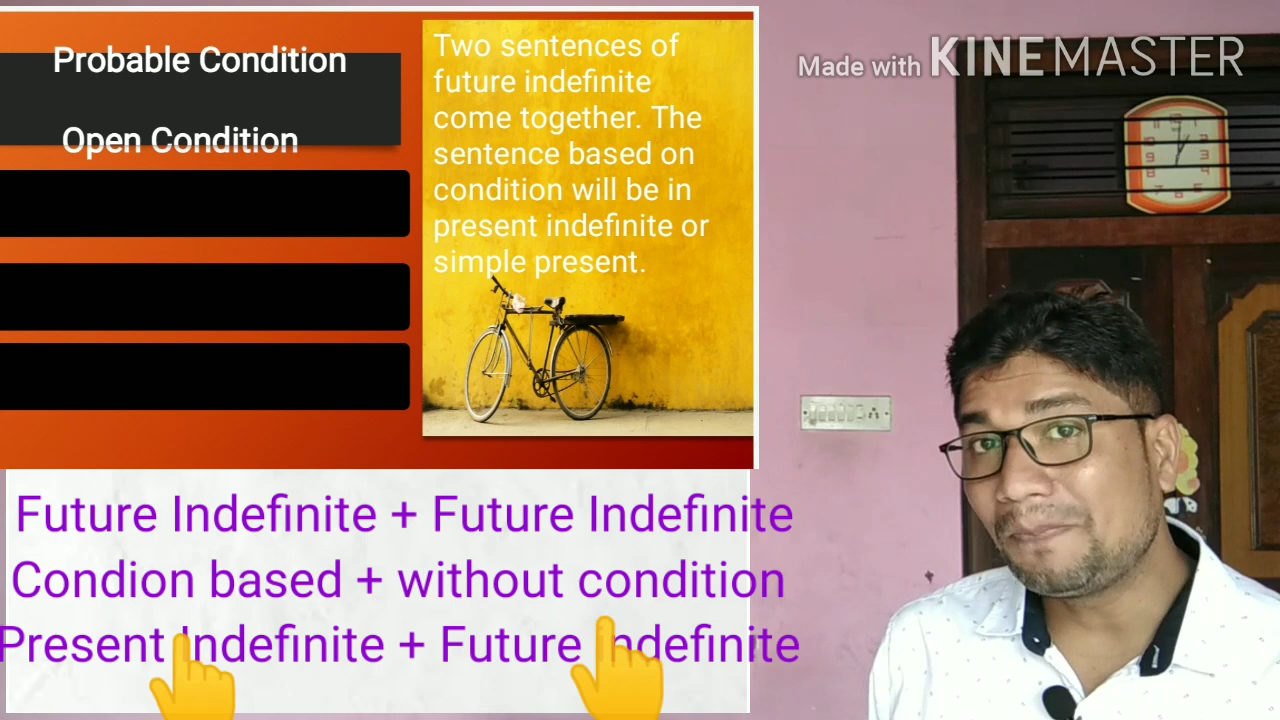 Probable Condition
Open Condition
Two sentences of
future indefinite
come together. The
sentence based on
condition will be in
present indefinite or
simple present.
Future Indefinite + Future Indefinite
Condion based + without condition
Present Indefinite + Future Indefinite
Made with KINEMASTER